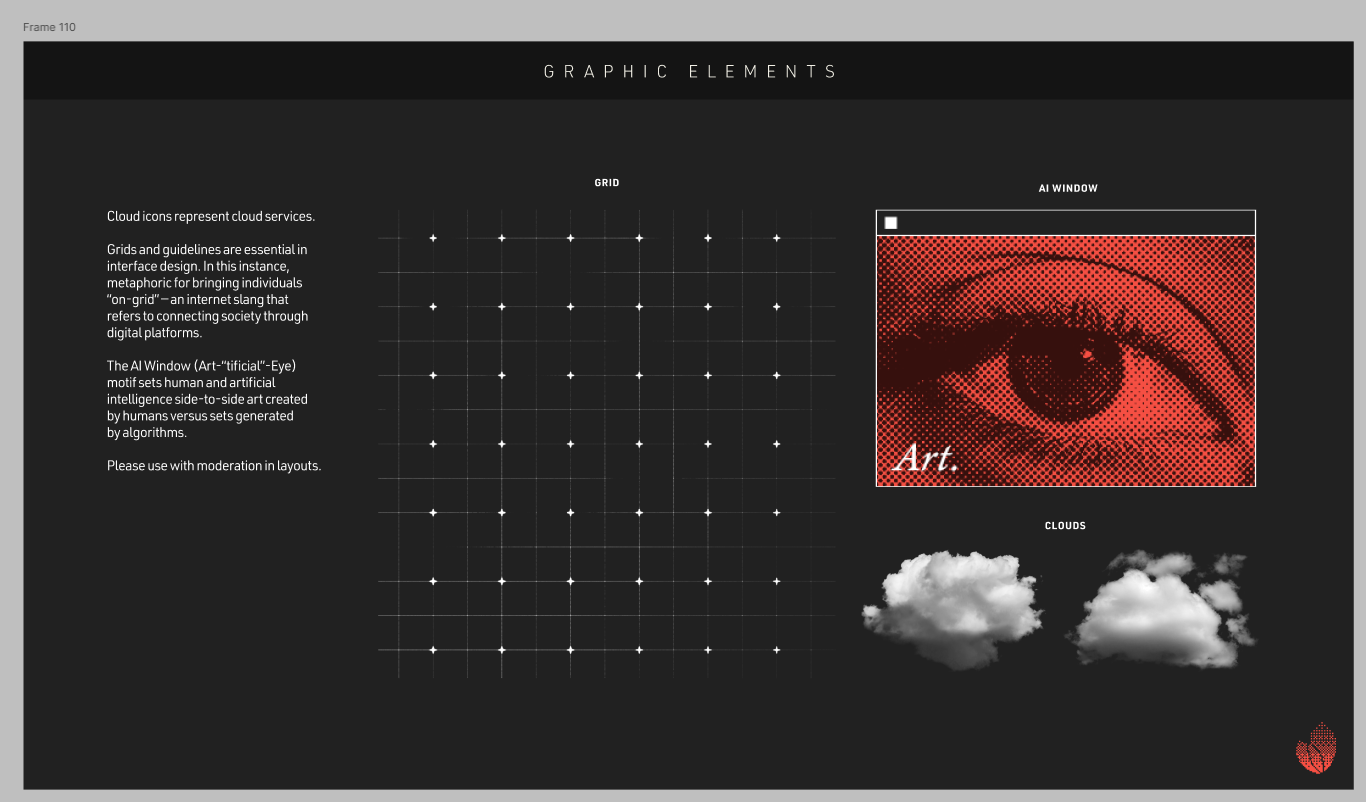 Frame 110
GRAPHIC ELEMENTS
Cloud icons represent cloud services.
Grids and guidelines are essential in
interface design. In this instance,
metaphoric for bringing individuals
“on-grid”—an internet slang that
refers to connecting society through
digital platforms.
The AI Window (Art-“tificial”-Eye)
motif sets human and artificial
intelligence side-to-side art created
by humans versus sets generated
by algorithms.
Please use with moderation in layouts.
GRID
AI WINDOW
Art.
CLOUDS